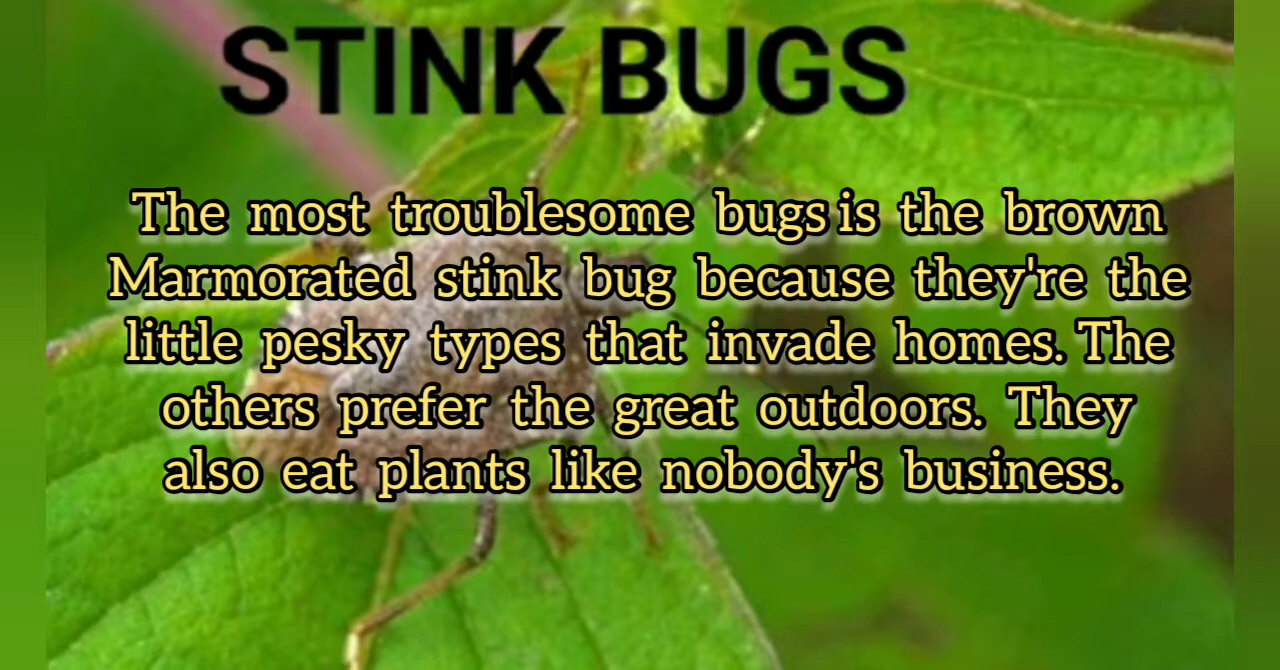 STINK BUGS
The most troublesome bugs is the brown
Marmorated stink bug because they're the
little pesky types that invade homes. The
others prefer the great outdoors. They
also eat plants like nobody's business.